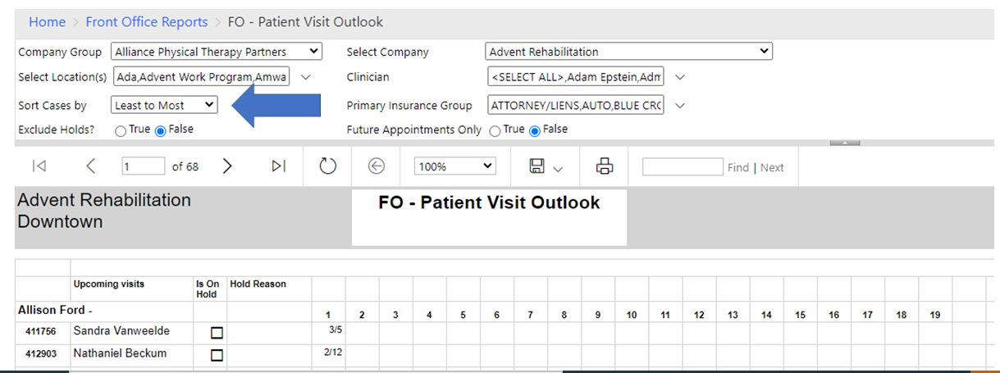 Home > Front Office Reports > FO - Patient Visit Outlook
Company Group Alliance Physical Therapy Partners Select Company Advent Rehabilitation
Select Location(s) Ada,Advent Work Program,Amwa Clinician <SELECT ALL>,Adam Epstein,Adm
Sort Cases by Least to Most Primary Insurance Group ATTORNEY/LIENS,AUTO,BLUE CRO
Exclude Holds? True False Future Appointments Only True False
1 of 68 100% Find | Next
Advent Rehabilitation
Downtown
FO - Patient Visit Outlook
Upcoming visits Is On Hold Hold Reason
Allison Ford - 1 2 3 4 5 6 7 8 9 10 11 12 13 14 15 16 17 18 19
411756 Sandra Vanweelde 3/5
412903 Nathaniel Beckum 2/12